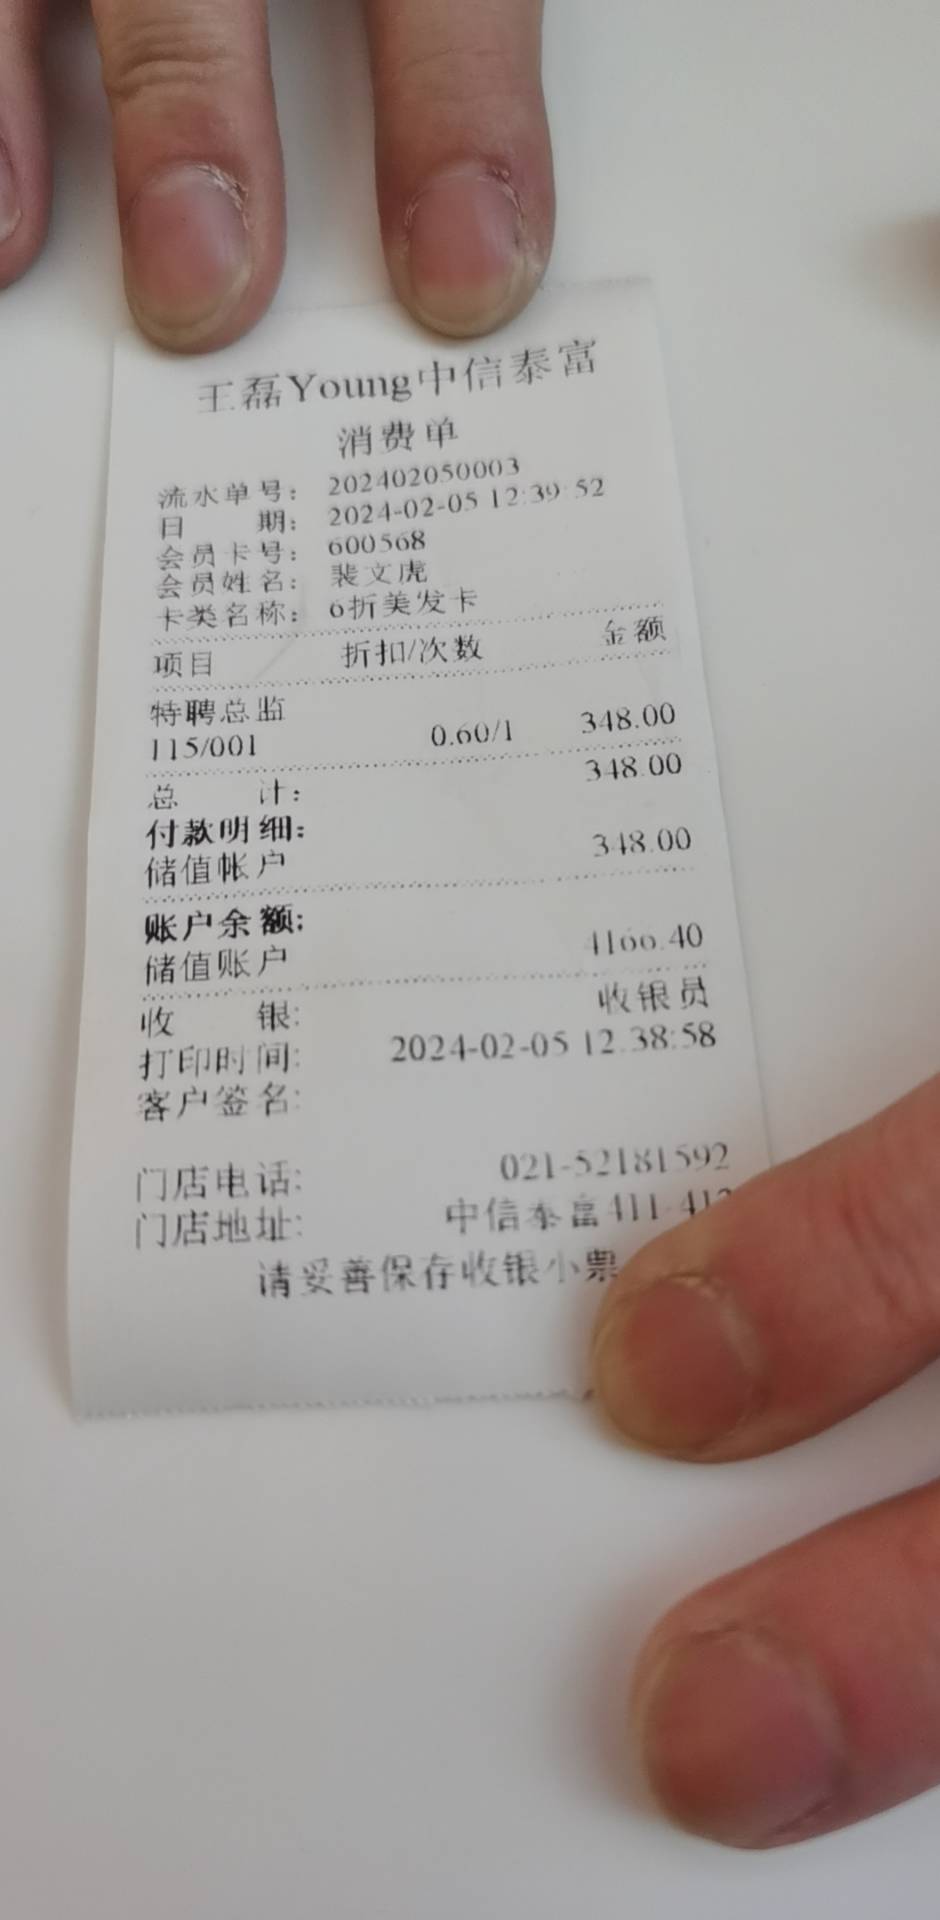 王磊Young中信泰富
消费单
流水单号: 202402050003
日 期: 2024-02-05 12:39:52
会员卡号: 600568
会员姓名: 裴文虎
卡类名称: 6折美发卡
项目 折扣/次数 金额
特聘总监
115/001 0.60/1 348.00
总 计: 348.00
付款明细:
储值帐户 348.00
账户余额:
储值账户 4166.40
收 银: 收银员
打印时间: 2024-02-05 12:38:58
客户签名:
门店电话: 021-52181592
门店地址: 中信泰富411-41
请妥善保存收银小票